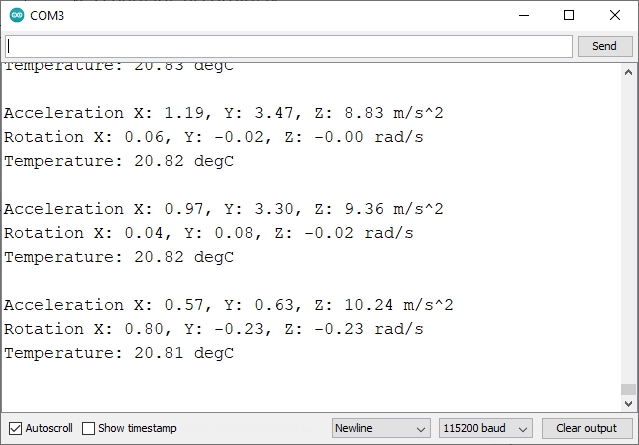 COM3
Send
Temperature: 20.83 degC
Acceleration X: 1.19, Y: 3.47, Z: 8.83 m/s^2
Rotation X: 0.06, Y: -0.02, Z: -0.00 rad/s
Temperature: 20.82 degC
Acceleration X: 0.97, Y: 3.30, Z: 9.36 m/s^2
Rotation X: 0.04, Y: 0.08, Z: -0.02 rad/s
Temperature: 20.82 degC
Acceleration X: 0.57, Y: 0.63, Z: 10.24 m/s^2
Rotation X: 0.80, Y: -0.23, Z: -0.23 rad/s
Temperature: 20.81 degC
Autoscroll Show timestamp Newline 115200 baud Clear output